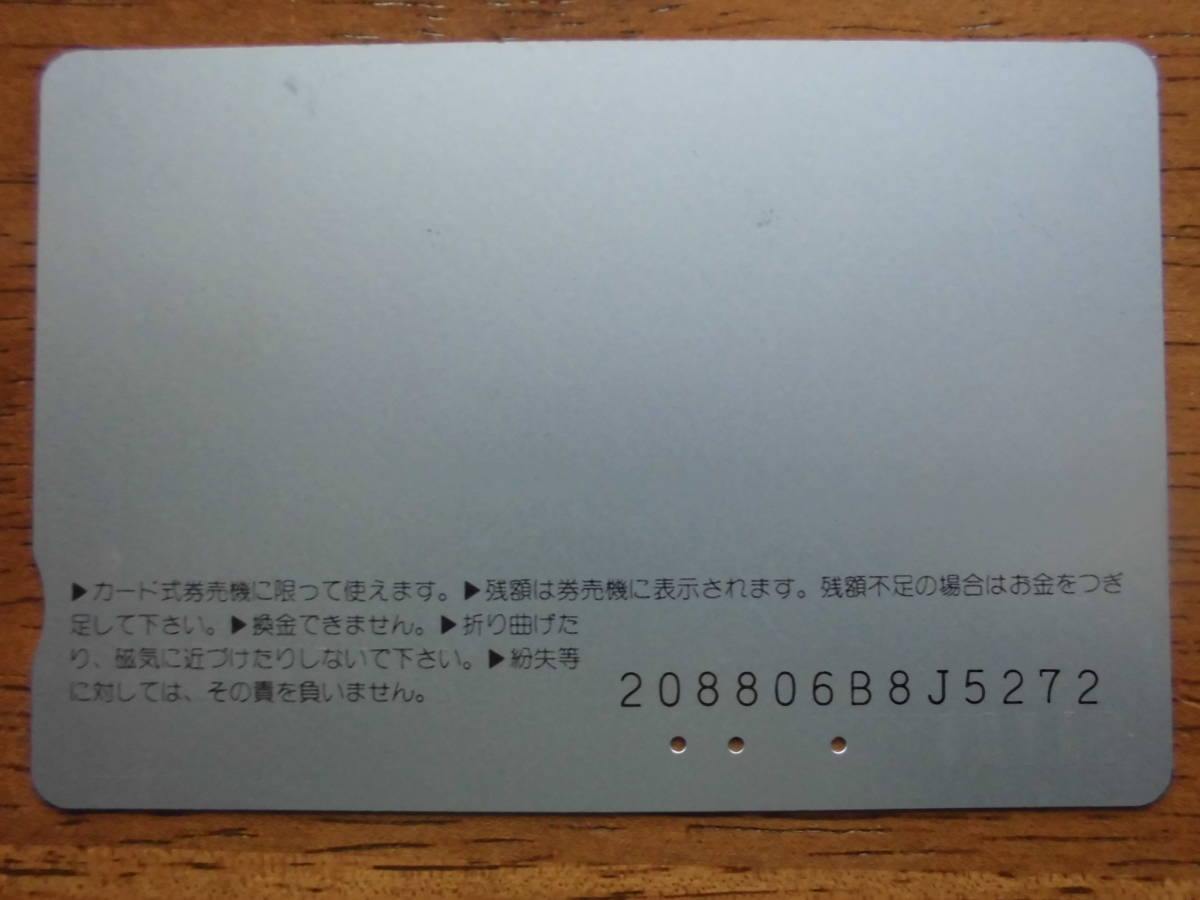 ▶カード式券売機に限って使えます。▶残額は券売機に表示されます。残額不足の場合はお金をつぎ
足して下さい。▶換金できません。▶折り曲げた
り、磁気に近づけたりしないで下さい。▶紛失等
に対しては、その責を負いません。
208806B8J5272